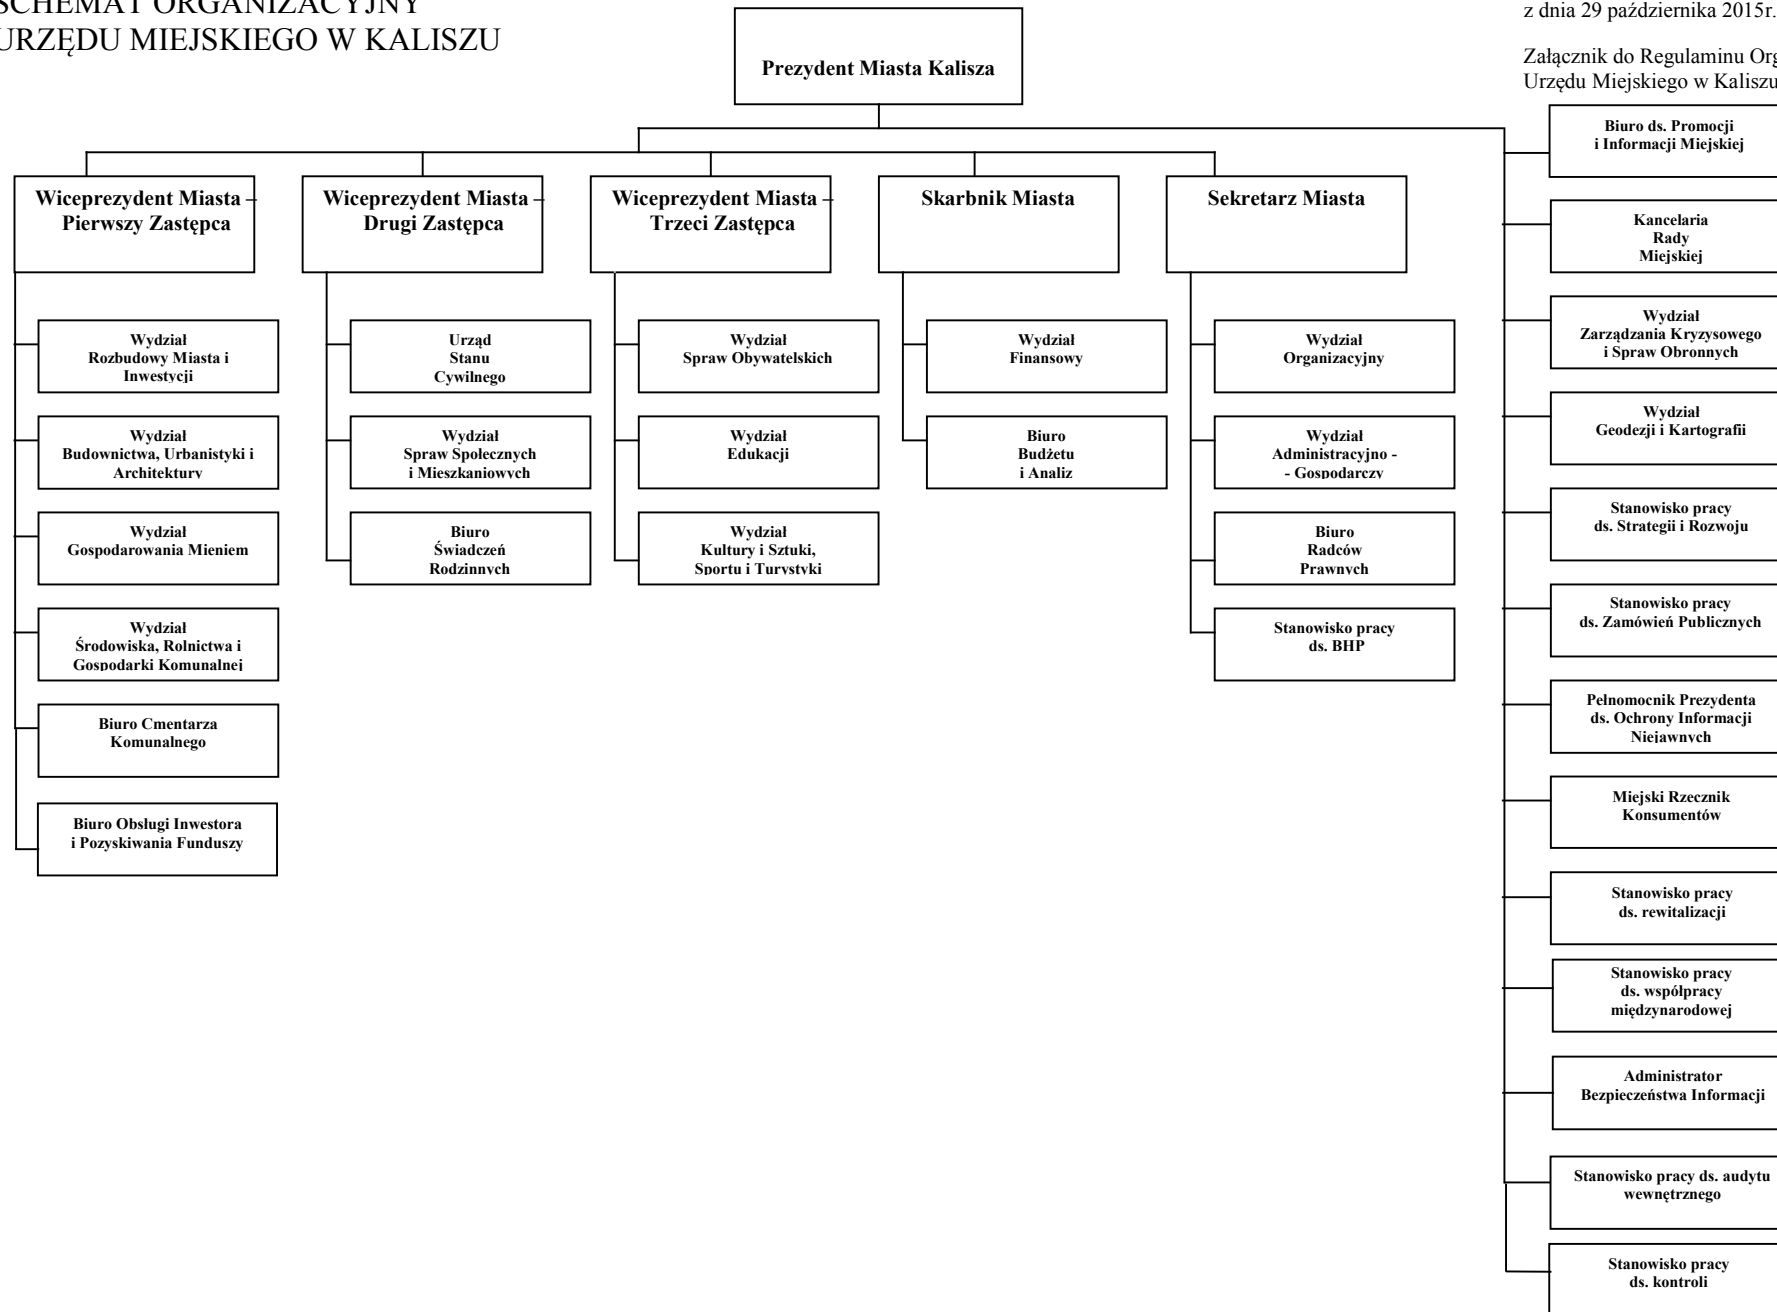 SCHEMAT ORGANIZACYJNY
URZĘDU MIEJSKIEGO W KALISZU
z dnia 29 października 2015r.
Załącznik do Regulaminu
Urzędu Miejskiego w Kaliszu
Prezydent Miasta Kalisza
Wiceprezydent Miasta –
Pierwszy Zastępca
Wiceprezydent Miasta –
Drugi Zastępca
Wiceprezydent Miasta –
Trzeci Zastępca
Skarbnik Miasta
Sekretarz Miasta
Wydział
Rozbudowy Miasta i
Inwestycji
Wydział
Budownictwa, Urbanistyki i
Architektury
Wydział
Gospodarowania Mieniem
Wydział
Środowiska, Rolnictwa i
Gospodarki Komunalnej
Biuro Cmentarza
Komunalnego
Biuro Obsługi Inwestora
i Pozyskiwania Funduszy
Urząd
Stanu
Cywilnego
Wydział
Spraw Społecznych
i Mieszkaniowych
Biuro
Świadczeń
Rodzinnych
Wydział
Spraw Obywatelskich
Wydział
Edukacji
Wydział
Kultury i Sztuki,
Sportu i Turystyki
Wydział
Finansowy
Biuro
Budżetu
i Analiz
Wydział
Organizacyjny
Wydział
Administracyjno -
- Gospodarczy
Biuro
Radców
Prawnych
Stanowisko pracy
ds. BHP
Biuro ds. Promocji
i Informacji Miejskiej
Kancelaria
Rady
Miejskiej
Wydział
Zarządzania Kryzysowego
i Spraw Obronnych
Wydział
Geodezji i Kartografii
Stanowisko pracy
ds. Strategii i Rozwoju
Stanowisko pracy
ds. Zamówień Publicznych
Pełnomocnik Prezydenta
ds. Ochrony Informacji
Niejawnych
Miejski Rzecznik
Konsumentów
Stanowisko pracy
ds. rewitalizacji
Stanowisko pracy
ds. współpracy
międzynarodowej
Administrator
Bezpieczeństwa Informacji
Stanowisko pracy ds. audytu
wewnętrznego
Stanowisko pracy
ds. kontroli